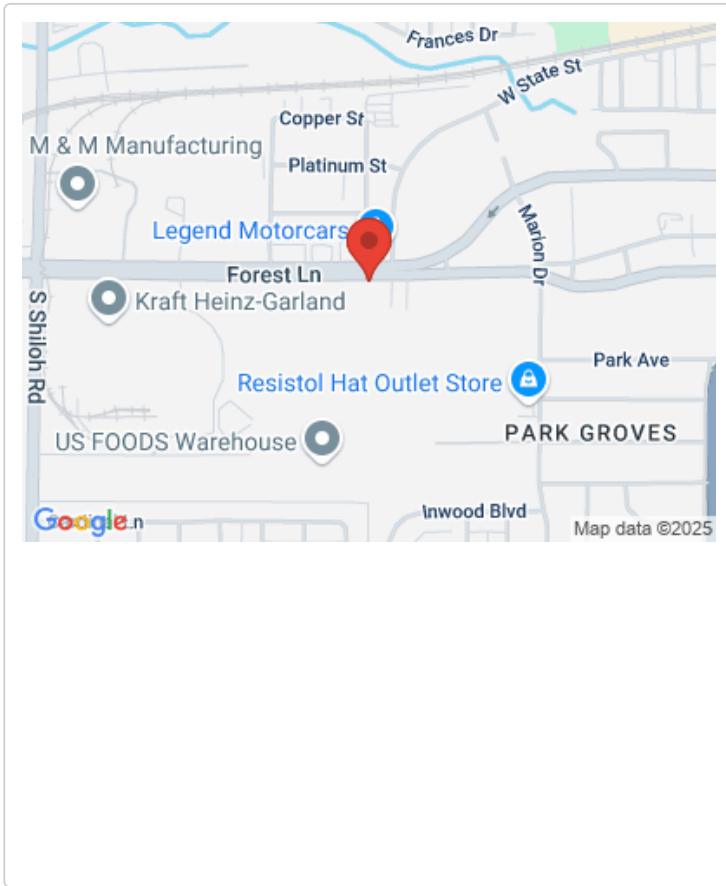 Frances Dr
W State St
Copper St
M & M Manufacturing
Platinum St
Marion Dr
Legend Motorcars
Forest Ln
Kraft Heinz-Garland
S Shiloh Rd
Park Ave
Resistol Hat Outlet Store
PARK GROVES
US FOODS Warehouse
Inwood Blvd
Google
Map data ©2025